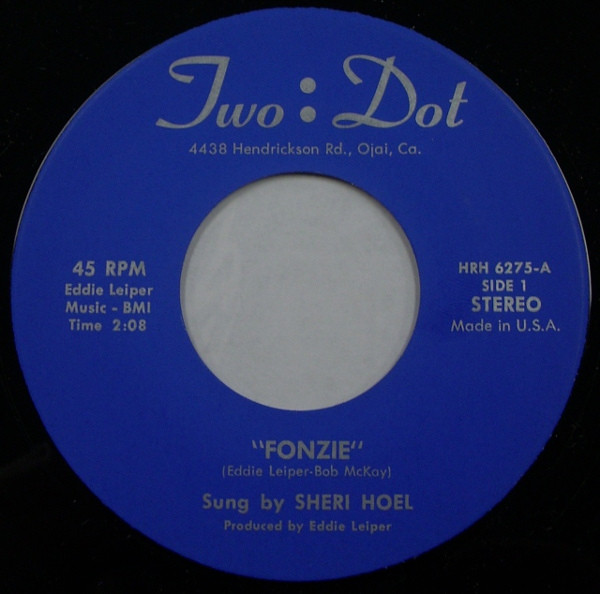 Two : Dot
4438 Hendrickson Rd., Ojai, Ca.
45 RPM
Eddie Leiper
Music - BMI
Time 2:08
HRH 6275-A
SIDE 1
STEREO
Made in U.S.A.
"FONZIE"
(Eddie Leiper-Bob McKay)
Sung by SHERI HOEL
Produced by Eddie Leiper